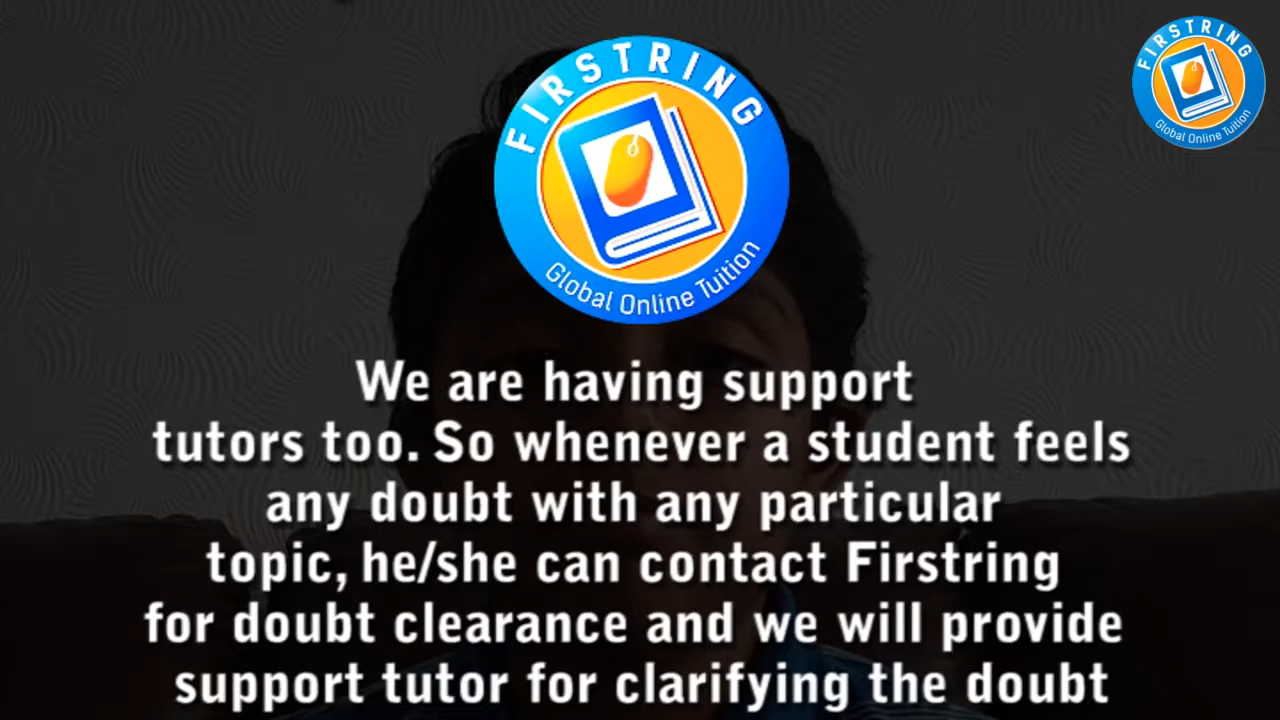 FIRSTRING
Global Online Tuition
FIRSTRING
Global Online Tuition
We are having support
tutors too. So whenever a student feels
any doubt with any particular
topic, he/she can contact Firstring
for doubt clearance and we will provide
support tutor for clarifying the doubt